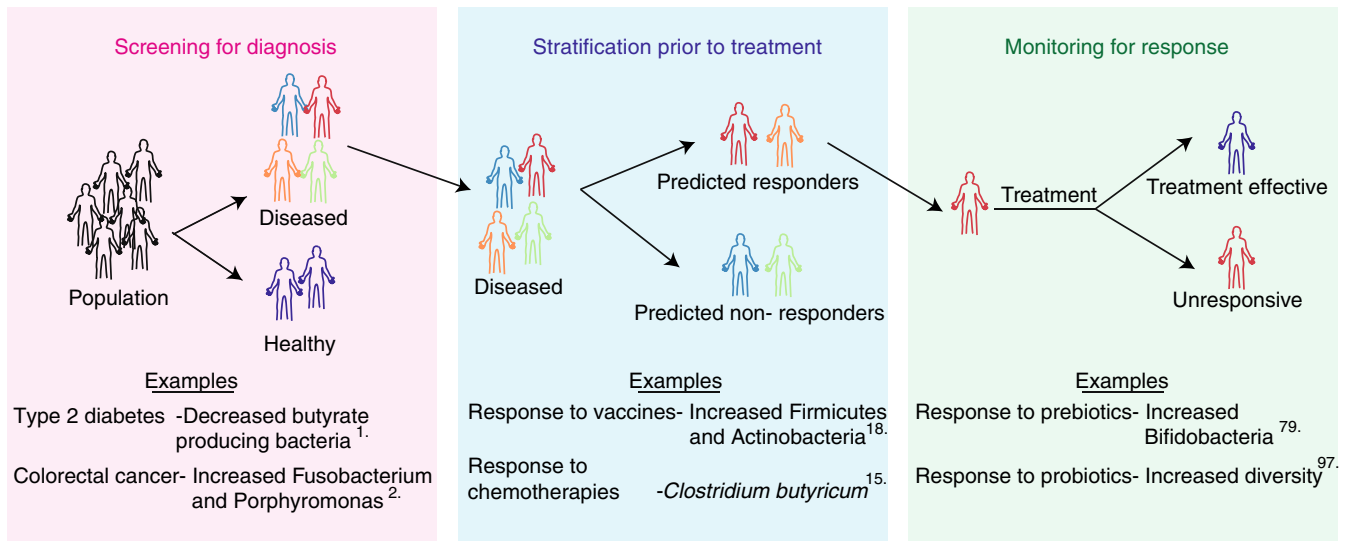 Screening for diagnosis
Population
Diseased
Healthy
Examples
Type 2 diabetes -Decreased butyrate
producing bacteria 1.
Colorectal cancer- Increased Fusobacterium
and Porphyromonas 2.
Stratification prior to treatment
Diseased
Predicted responders
Predicted non- responders
Examples
Response to vaccines- Increased Firmicutes
and Actinobacteria 18.
Response to
chemotherapies -Clostridium butyricum 15.
Monitoring for response
Treatment
Treatment effective
Unresponsive
Examples
Response to prebiotics- Increased
Bifidobacteria 79.
Response to probiotics- Increased diversity 97.